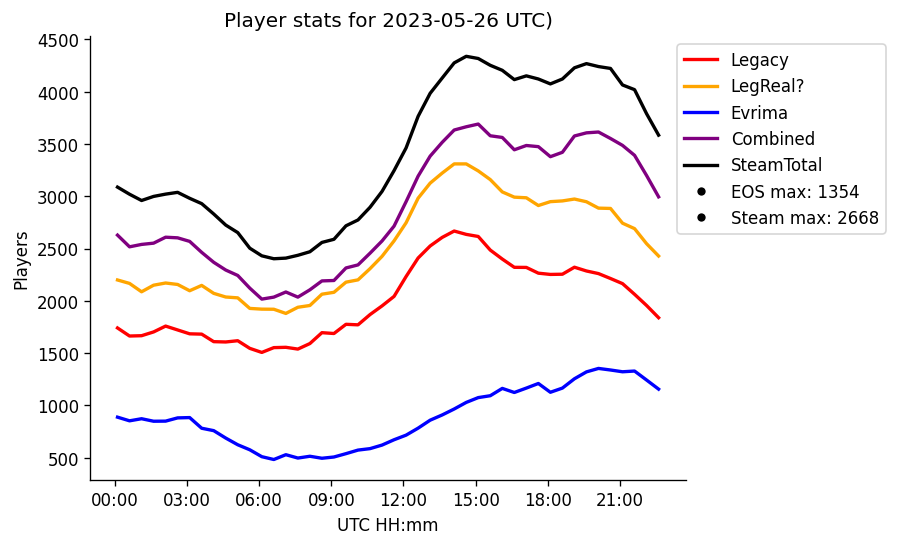 Player stats for 2023-05-26 UTC)
4500
4000
3500
3000
2500
2000
1500
1000
500
Players
00:00 03:00 06:00 09:00 12:00 15:00 18:00 21:00
UTC HH:mm
Legacy
LegReal?
Evrima
Combined
SteamTotal
EOS max: 1354
Steam max: 2668